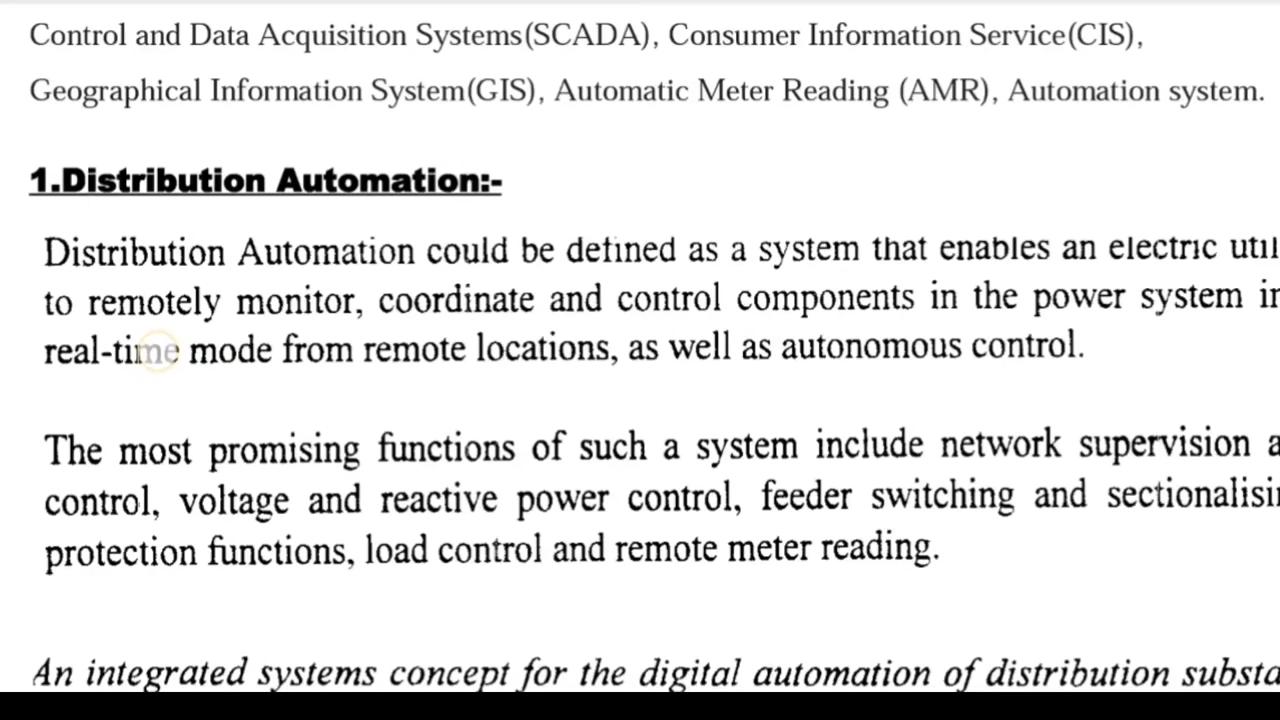 Control and Data Acquisition Systems(SCADA), Consumer Information Service(CIS),
Geographical Information System(GIS), Automatic Meter Reading (AMR), Automation system.
1.Distribution Automation:-
Distribution Automation could be defined as a system that enables an electric util
to remotely monitor, coordinate and control components in the power system in
real-time mode from remote locations, as well as autonomous control.
The most promising functions of such a system include network supervision a
control, voltage and reactive power control, feeder switching and sectionalisi
protection functions, load control and remote meter reading.
An integrated systems concept for the digital automation of distribution substa